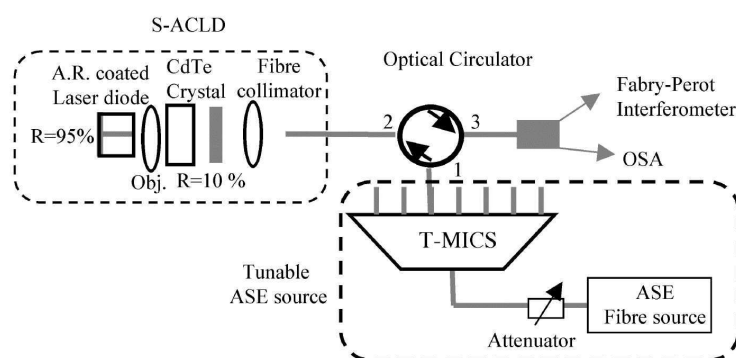 S-ACLD
A.R. coated
Laser diode
CdTe
Crystal
Fibre
collimator
R=95%
Obj.
R=10 %
Optical Circulator
2
3
1
Fabry-Perot
Interferometer
OSA
T-MICS
Tunable
ASE source
Attenuator
ASE
Fibre source